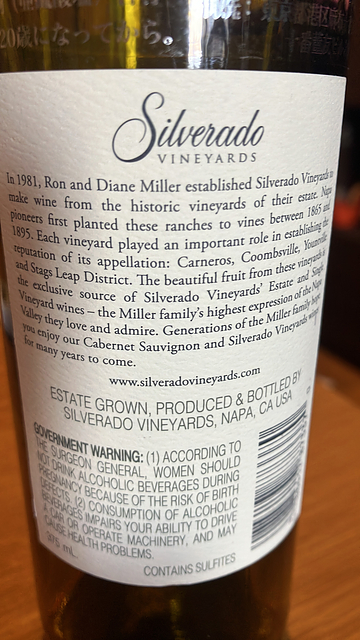 20歳になってから。
Silverado
VINEYARDS
In 1981, Ron and Diane Miller established Silverado Vineyards to
make wine from the historic vineyards of their estate. Napa
pioneers first planted these ranches to vines between 1865 and
1895. Each vineyard played an important role in establishing the
reputation of its appellation: Carneros, Coombsville, Yountville
and Stags Leap District. The beautiful fruit from these vineyards is
the exclusive source of Silverado Vineyards' Estate and Single
Vineyard wines – the Miller family's highest expression of the Napa
Valley they love and admire. Generations of the Miller family hope
you enjoy our Cabernet Sauvignon and Silverado Vineyards wines
for many years to come.
www.silveradovineyards.com
ESTATE GROWN, PRODUCED & BOTTLED BY
SILVERADO VINEYARDS, NAPA, CA USA
GOVERNMENT WARNING: (1) ACCORDING TO
THE SURGEON GENERAL, WOMEN SHOULD
NOT DRINK ALCOHOLIC BEVERAGES DURING
PREGNANCY BECAUSE OF THE RISK OF BIRTH
DEFECTS. (2) CONSUMPTION OF ALCOHOLIC
BEVERAGES IMPAIRS YOUR ABILITY TO DRIVE
A CAR OR OPERATE MACHINERY, AND MAY
CAUSE HEALTH PROBLEMS.
375 mL.
CONTAINS SULFITES